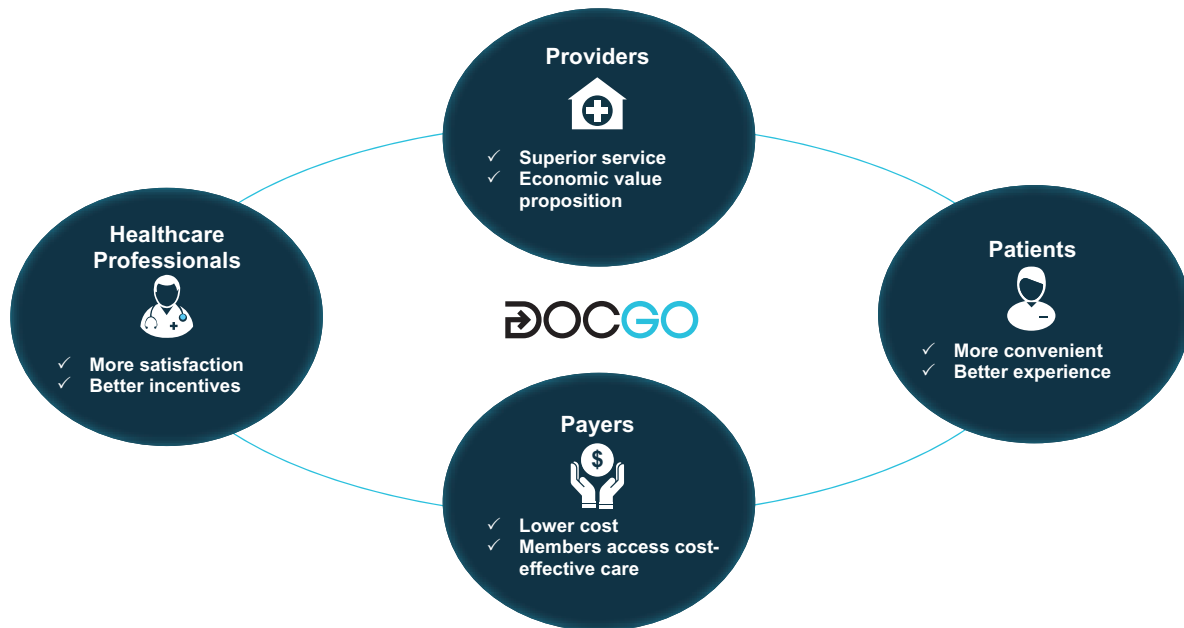 Providers
✓ Superior service
✓ Economic value
proposition
Healthcare
Professionals
✓ More satisfaction
✓ Better incentives
DOCGO
Patients
✓ More convenient
✓ Better experience
Payers
$
✓ Lower cost
✓ Members access cost-
effective care